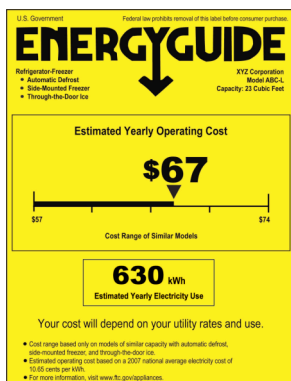 U.S. Government
Federal law prohibits removal of this label before consumer purchase.
ENERGYGUIDE
Refrigerator-Freezer
• Automatic Defrost
• Side-Mounted Freezer
• Through-the-Door Ice
XYZ Corporation
Model ABC-L
Capacity: 23 Cubic Feet
Estimated Yearly Operating Cost
$67
$57
$74
Cost Range of Similar Models
630 kWh
Estimated Yearly Electricity Use
Your cost will depend on your utility rates and use.
• Cost range based only on models of similar capacity with automatic defrost,
side-mounted freezer, and through-the-door ice.
• Estimated operating cost based on a 2007 national average electricity cost of
10.65 cents per kWh.
• For more information, visit www.ftc.gov/appliances.